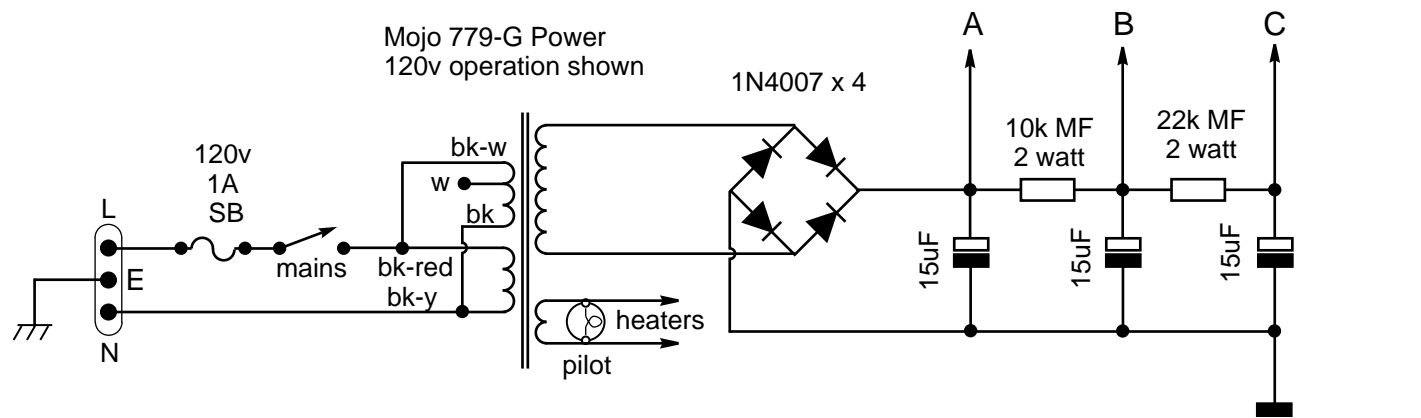 Mojo 779-G Power
120v operation shown
1N4007 x 4
A
B
C
10k MF
2 watt
22k MF
2 watt
120v
1A
SB
L
E
N
mains
bk-w
w
bk
bk-red
bk-y
heaters
pilot
15uF
15uF
15uF